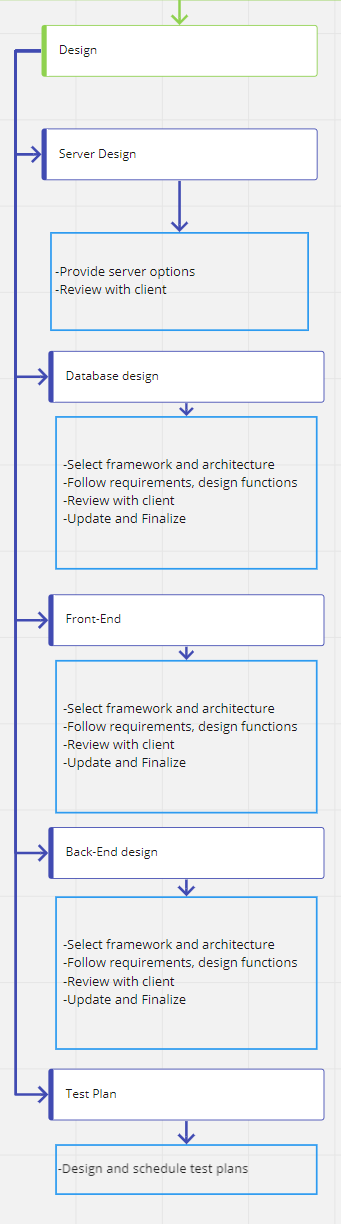 Design
Server Design
-Provide server options
-Review with client
Database design
-Select framework and architecture
-Follow requirements, design functions
-Review with client
-Update and Finalize
Front-End
-Select framework and architecture
-Follow requirements, design functions
-Review with client
-Update and Finalize
Back-End design
-Select framework and architecture
-Follow requirements, design functions
-Review with client
-Update and Finalize
Test Plan
-Design and schedule test plans